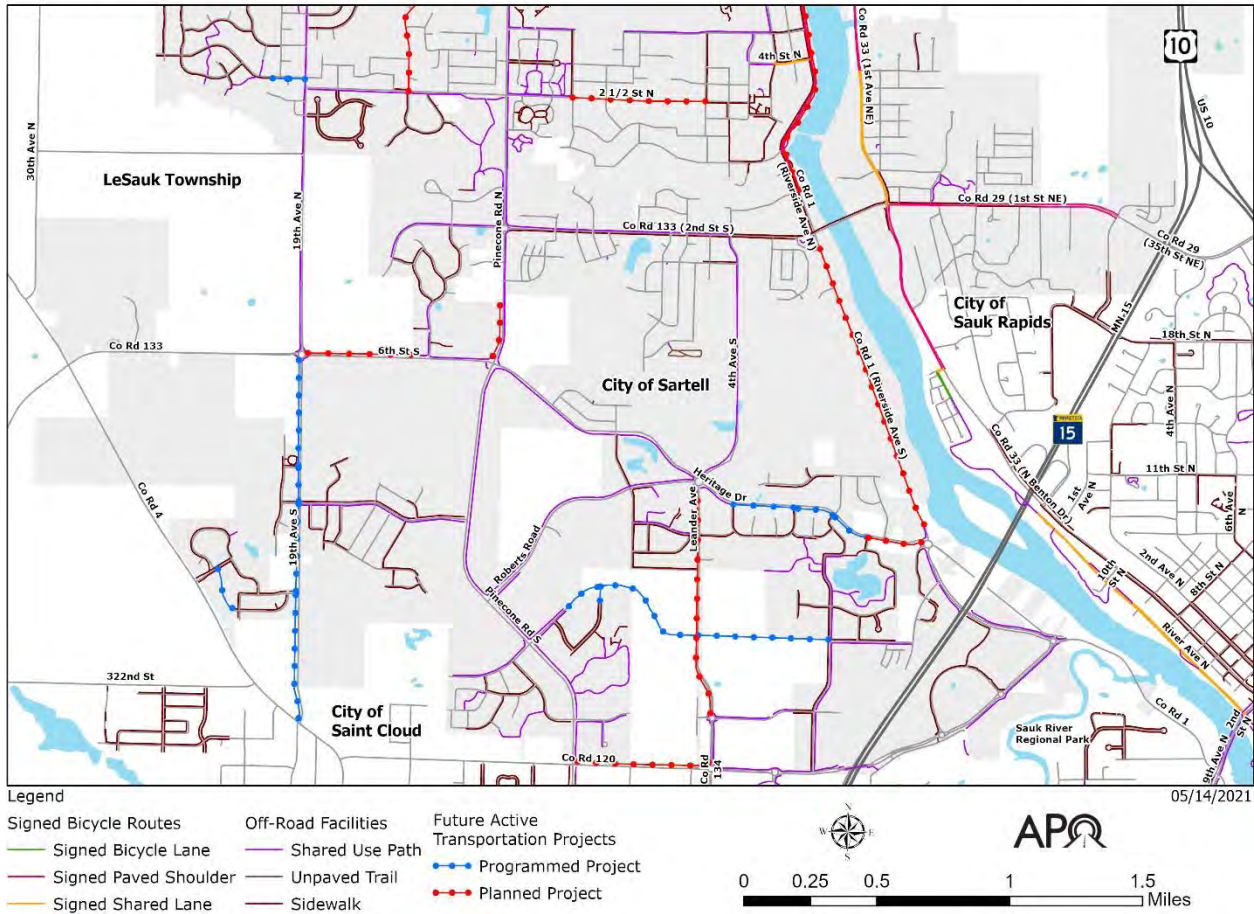 4th St N
Co Rd 33 (1st Ave NE)
10
US 10
2 1/2 St N
30th Ave N
LeSauk Township
19th Ave N
Pinecone Rd N
Co Rd 1
(Riverside Ave N)
Co Rd 133 (2nd St S)
Co Rd 29 (1st St NE)
Co Rd 29
(35th St NE)
City of
Sauk Rapids
MN-15
18th St N
Co Rd 133
6th St S
City of Sartell
4th Ave S
Co Rd 1 (Riverside Ave S)
4th Ave N
15
11th St N
Co Rd 4
Heritage Dr
Co Rd 33 (N Benton Dr)
1st
Ave N
6th Ave
N
19th Ave S
Leander Ave
Roberts Road
10th
St N
2nd Ave N
8th St N
Pinecone Rd S
River Ave N
322nd St
City of
Saint Cloud
Sauk River
Regional Park
Co Rd 1
2nd
St N
9th Ave N
Co Rd 120
Co Rd
134
05/14/2021
Legend
Signed Bicycle Routes
Signed Bicycle Lane
Signed Paved Shoulder
Signed Shared Lane
Off-Road Facilities
Shared Use Path
Unpaved Trail
Sidewalk
Future Active
Transportation Projects
Programmed Project
Planned Project
N
W E
S
APO
0 0.25 0.5 1 1.5
Miles